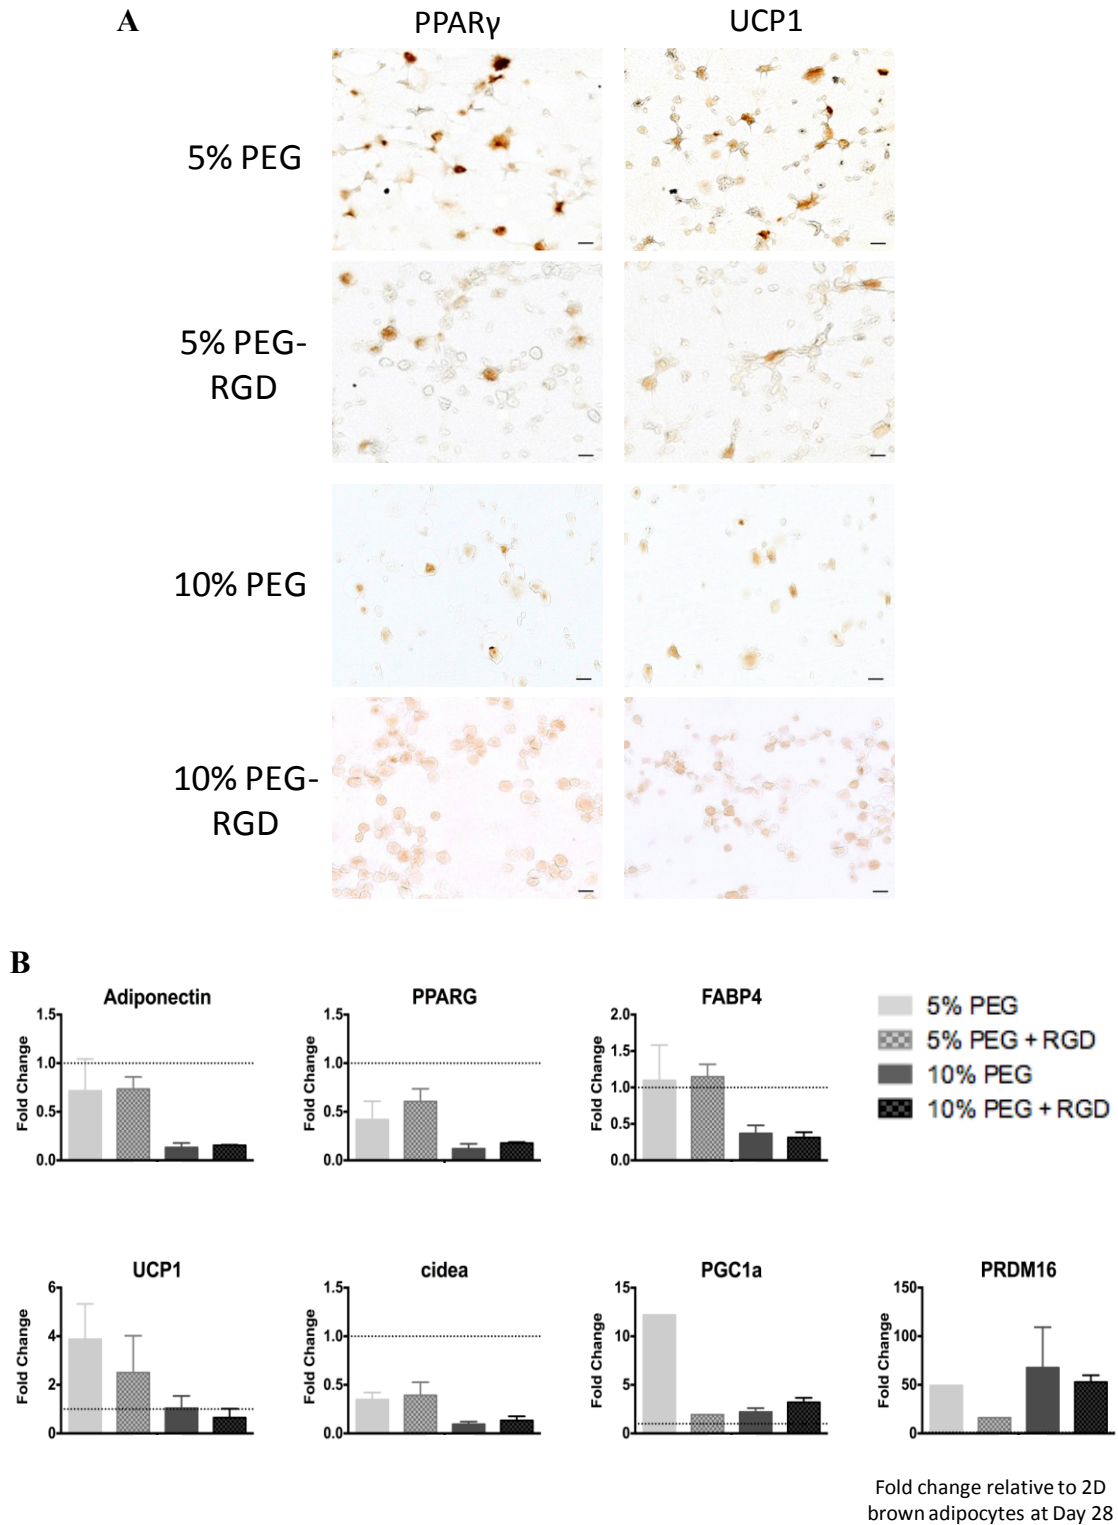 A
PPARγ
UCP1
5% PEG
5% PEG-
RGD
10% PEG
10% PEG-
RGD
B
Adiponectin
Fold Change
1.5
1.0
0.5
0.0
PPARG
Fold Change
1.5
1.0
0.5
0.0
FABP4
Fold Change
2.0
1.5
1.0
0.5
0.0
5% PEG
5% PEG + RGD
10% PEG
10% PEG + RGD
UCP1
Fold Change
6
4
2
0
cidea
Fold Change
1.5
1.0
0.5
0.0
PGC1a
Fold Change
15
10
5
0
PRDM16
Fold Change
150
100
50
0
Fold change relative to 2D
brown adipocytes at Day 28